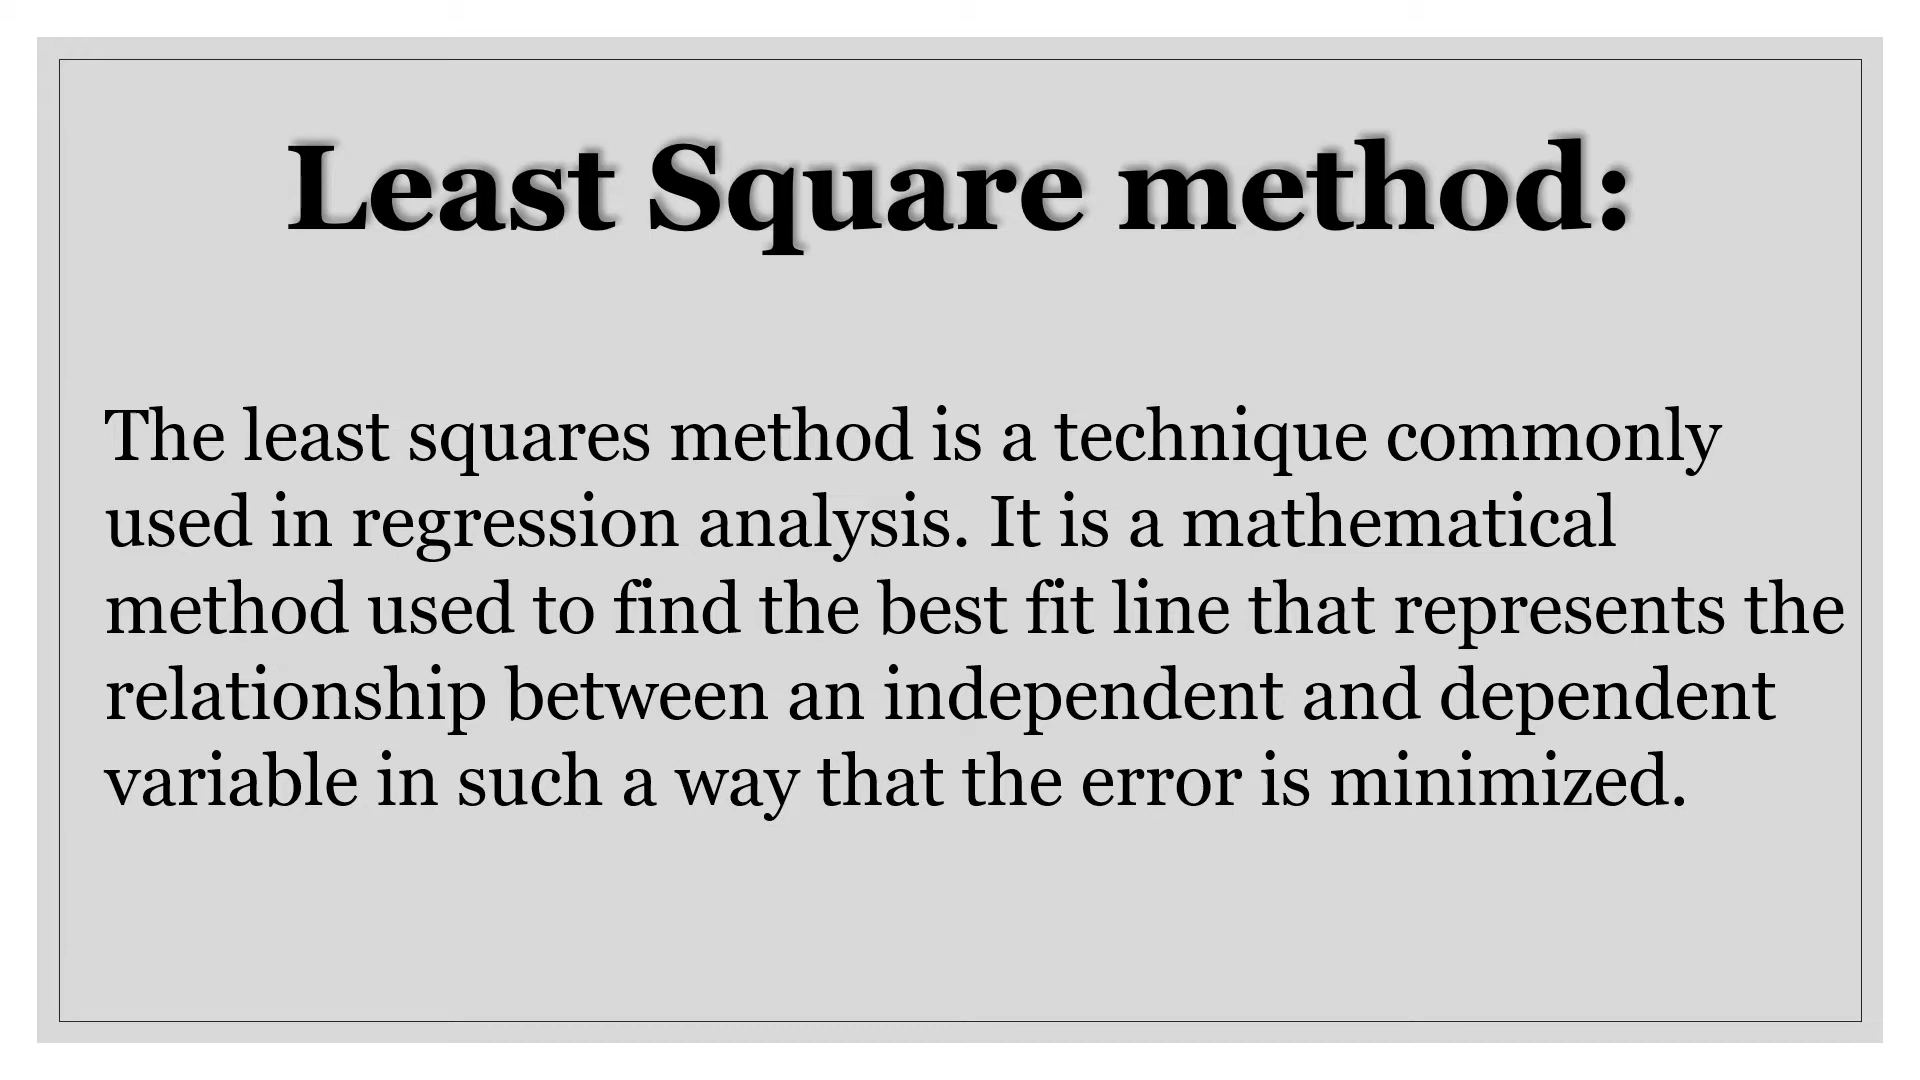 Least Square method:
The least squares method is a technique commonly
used in regression analysis. It is a mathematical
method used to find the best fit line that represents the
relationship between an independent and dependent
variable in such a way that the error is minimized.